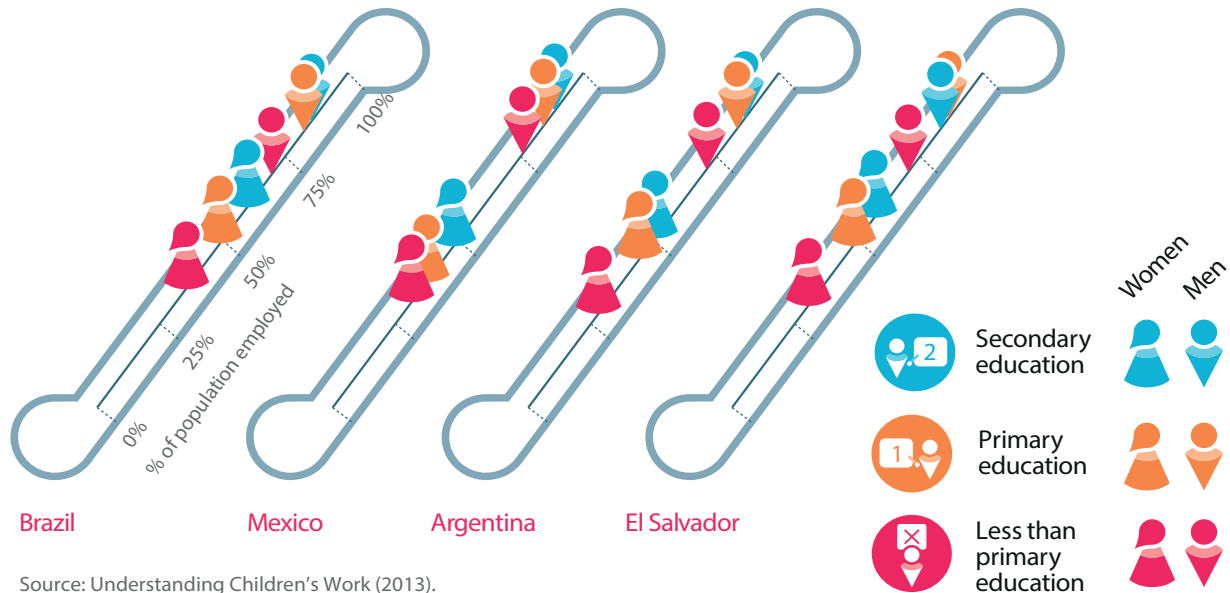 100%
75%
50%
25%
0%
% of population employed
Women
Men
2
Secondary
education
1
Primary
education
Less than
primary
education
Brazil
Mexico
Argentina
El Salvador
Source: Understanding Children’s Work (2013).